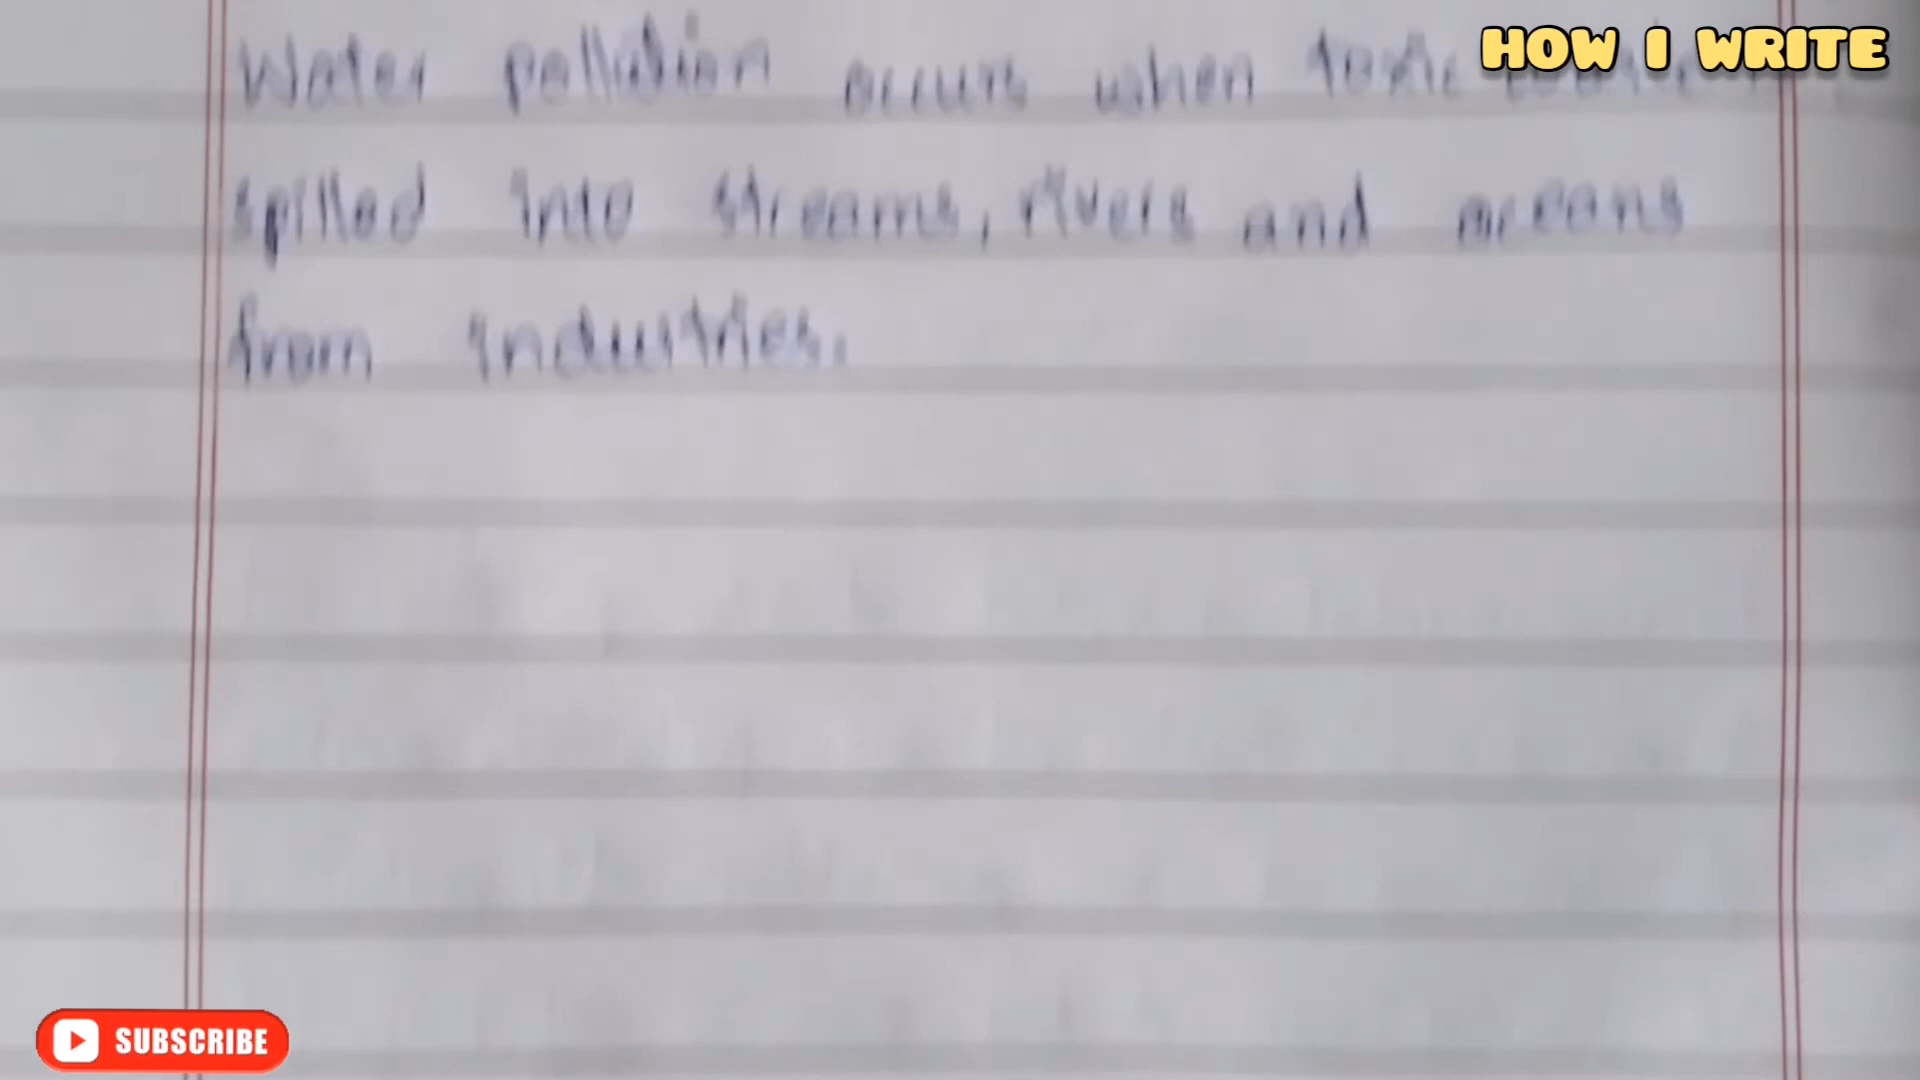 HOW I WRITE
Water pollution occurs when toxic
spilled into streams, rivers and oceans
from industries.
SUBSCRIBE